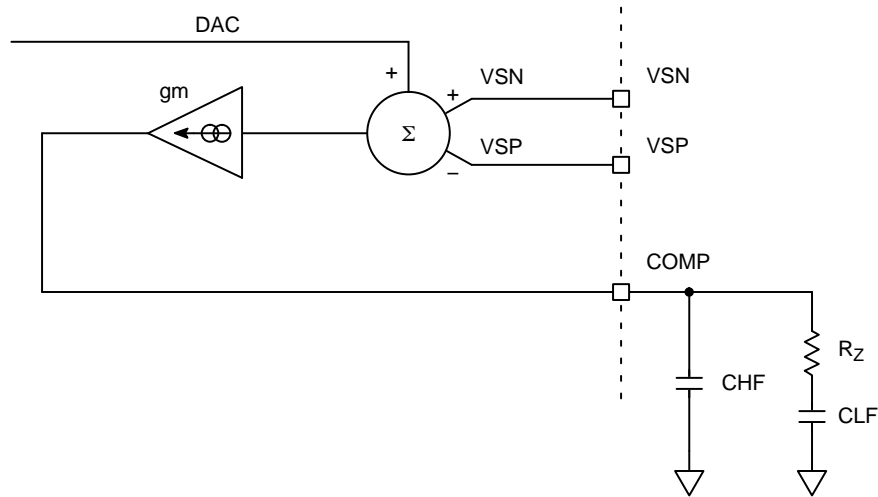 DAC
gm
+
VSN
VSN
+
Σ
VSP
VSP
−
COMP
RZ
CHF
CLF